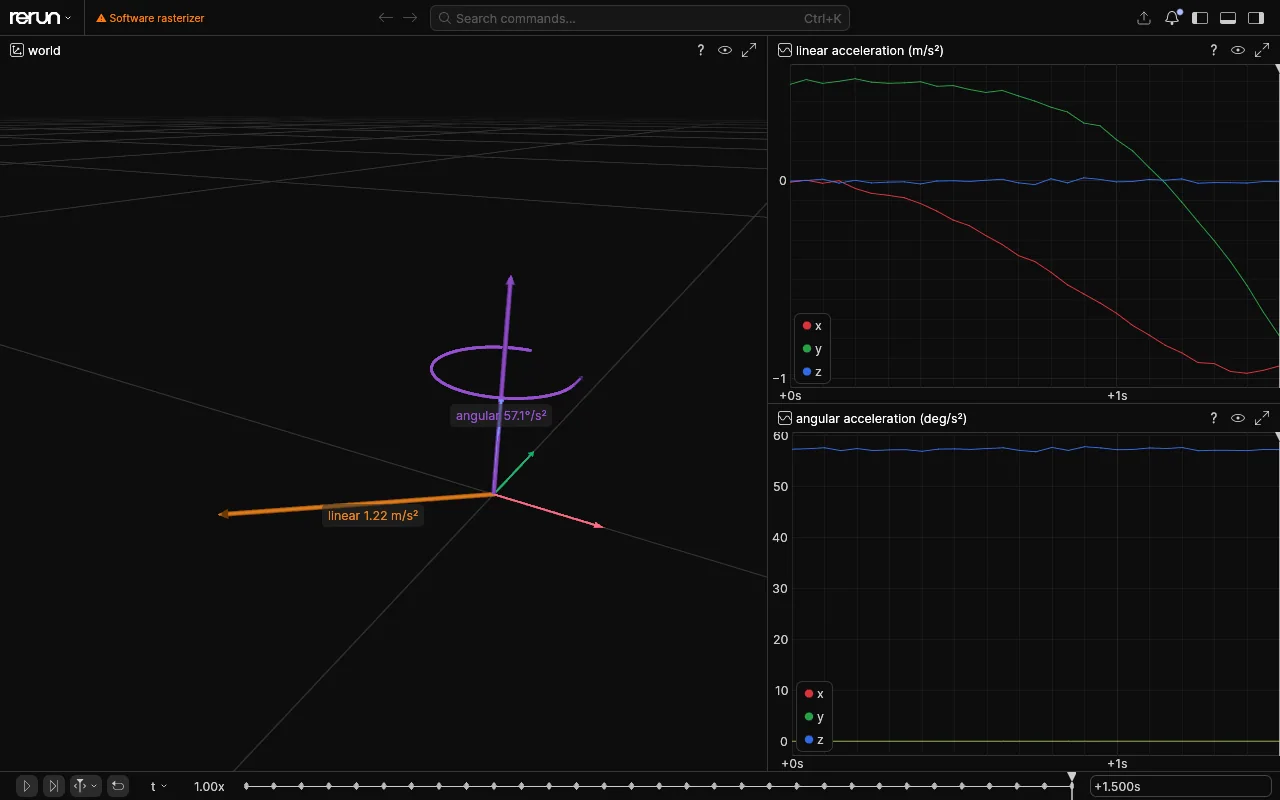 rerun
Software rasterizer
Search commands...
Ctrl+K
world
?
angular 57.1°/s²
linear 1.22 m/s²
linear acceleration (m/s²)
?
0
−1
x
y
z
+0s
+1s
angular acceleration (deg/s²)
?
60
50
40
30
20
10
0
x
y
z
+0s
+1s
t
1.00x
+1.500s